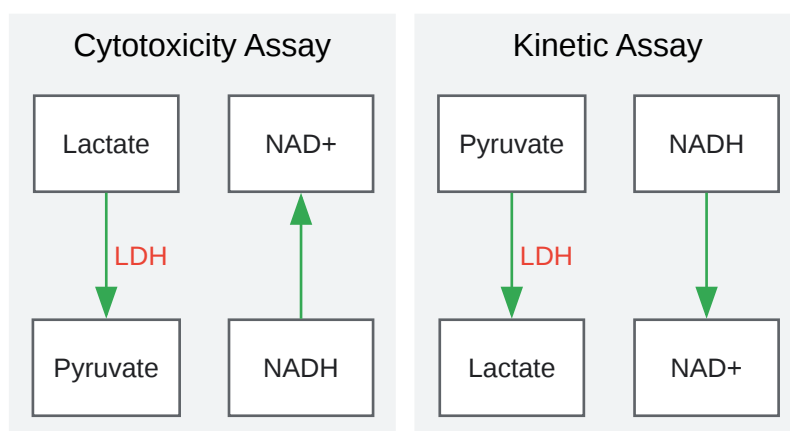 Cytotoxicity Assay
Lactate
NAD+
LDH
Pyruvate
NADH
Kinetic Assay
Pyruvate
NADH
LDH
Lactate
NAD+